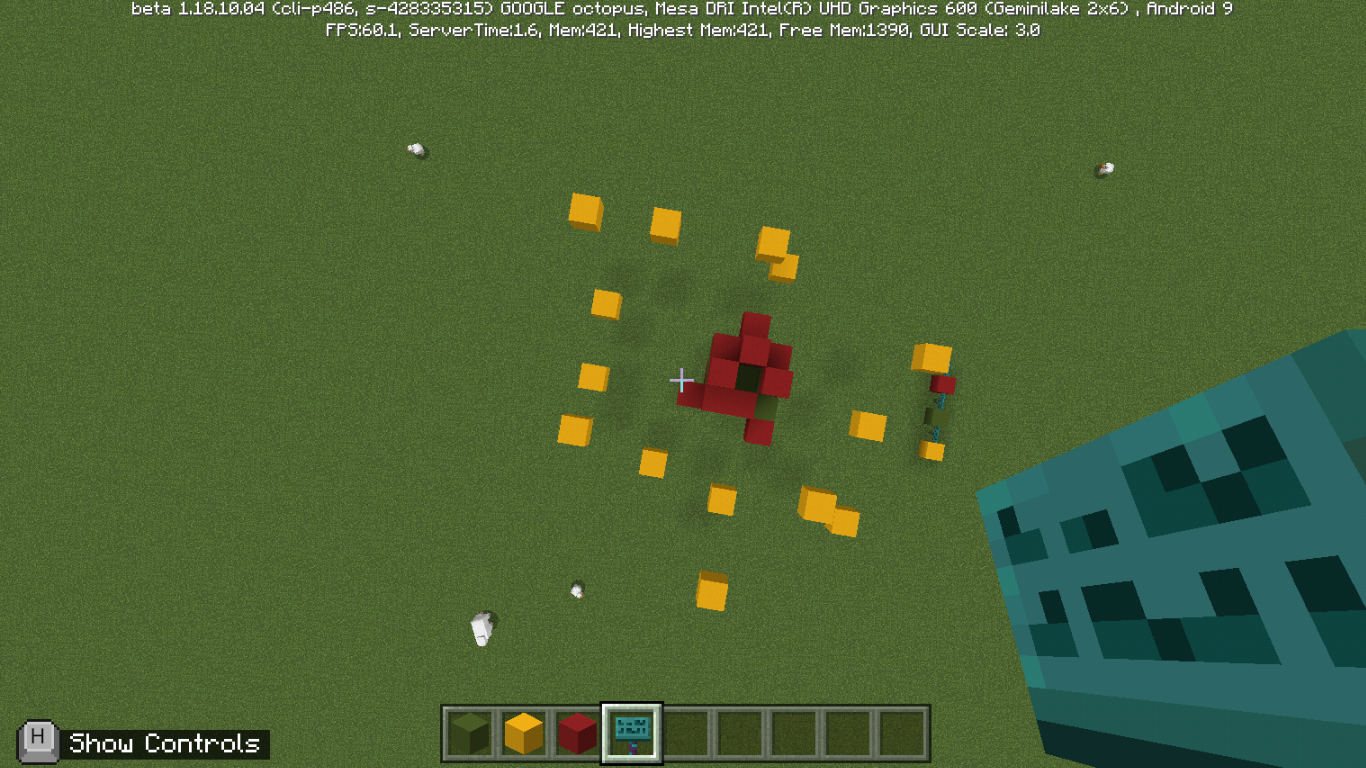 beta 1.18.10.04 (cli-p486, s-428335315) GOOGLE octopus, Mesa DRI Intel(R) UHD Graphics 600 (Geminilake 2x6) , Android 9
FPS:60.1, ServerTime:1.6, Mem:421, Highest Mem:421, Free Mem:1390, GUI Scale: 3.0
H
Show Controls